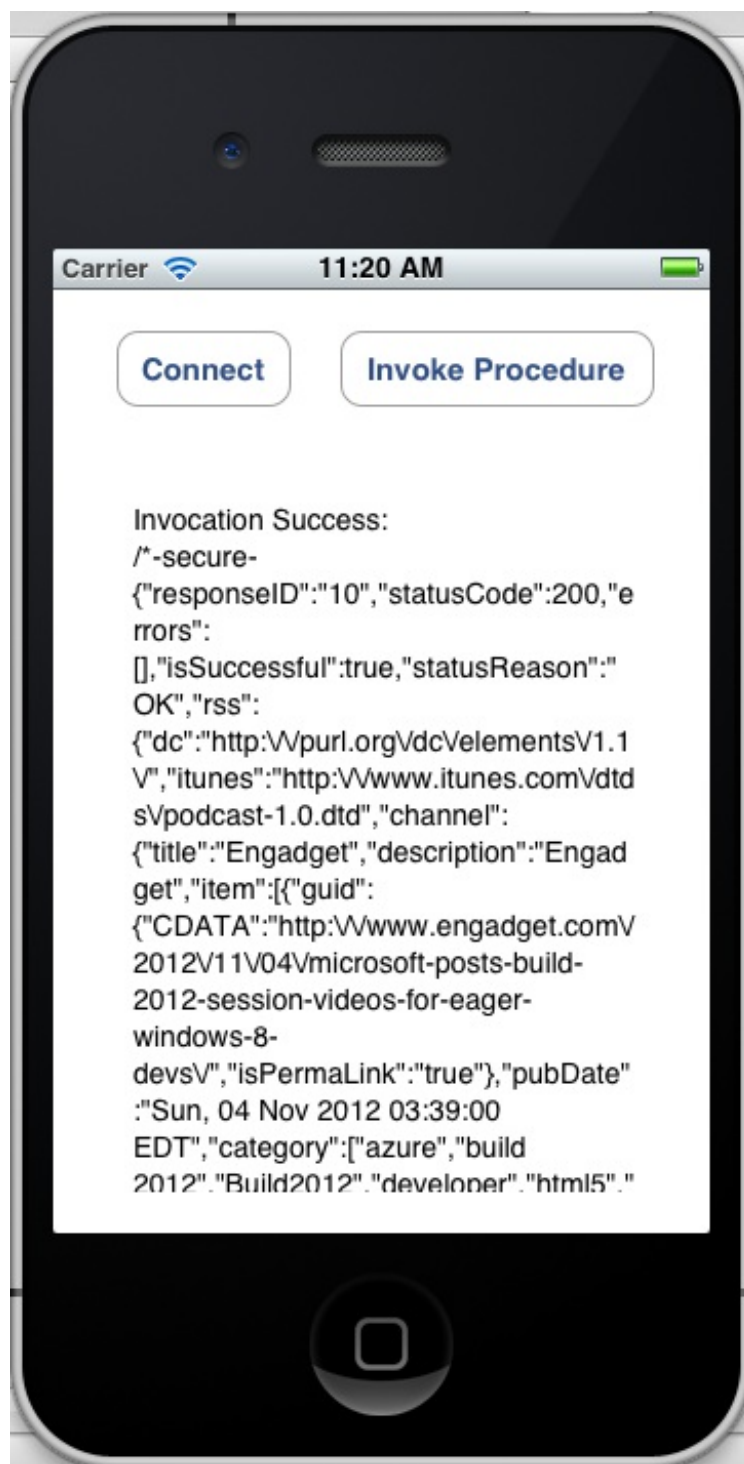 Carrier 11:20 AM
Connect Invoke Procedure
Invocation Success:
/*-secure-
{"responseID":"10","statusCode":200,"e
rrors":
[],"isSuccessful":true,"statusReason":"
OK","rss":
{"dc":"http:\/\/purl.org\/dc\/elements\/1.1
\/","itunes":"http:\/\/www.itunes.com\/dtd
s\/podcast-1.0.dtd","channel":
{"title":"Engadget","description":"Engad
get","item":[{"guid":
{"CDATA":"http:\/\/www.engadget.com\/
2012\/11\/04\/microsoft-posts-build-
2012-session-videos-for-eager-
windows-8-
devs\/","isPermaLink":"true"},"pubDate"
:"Sun, 04 Nov 2012 03:39:00
EDT","category":["azure","build
2012","Build2012","developer","html5","